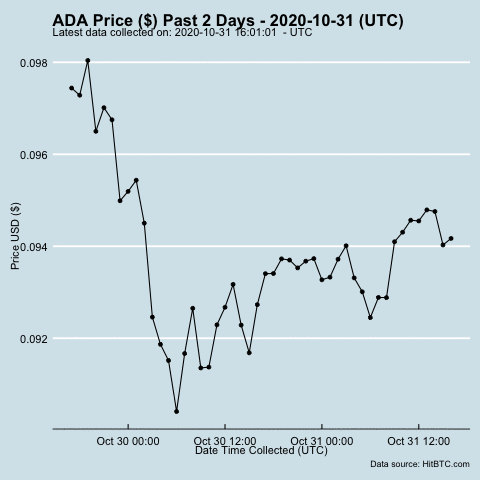 ADA Price ($) Past 2 Days - 2020-10-31 (UTC)
Latest data collected on: 2020-10-31 16:01:01 - UTC
0.098
0.096
0.094
0.092
Price USD ($)
Oct 30 00:00 Oct 30 12:00 Oct 31 00:00 Oct 31 12:00
Date Time Collected (UTC)
Data source: HitBTC.com